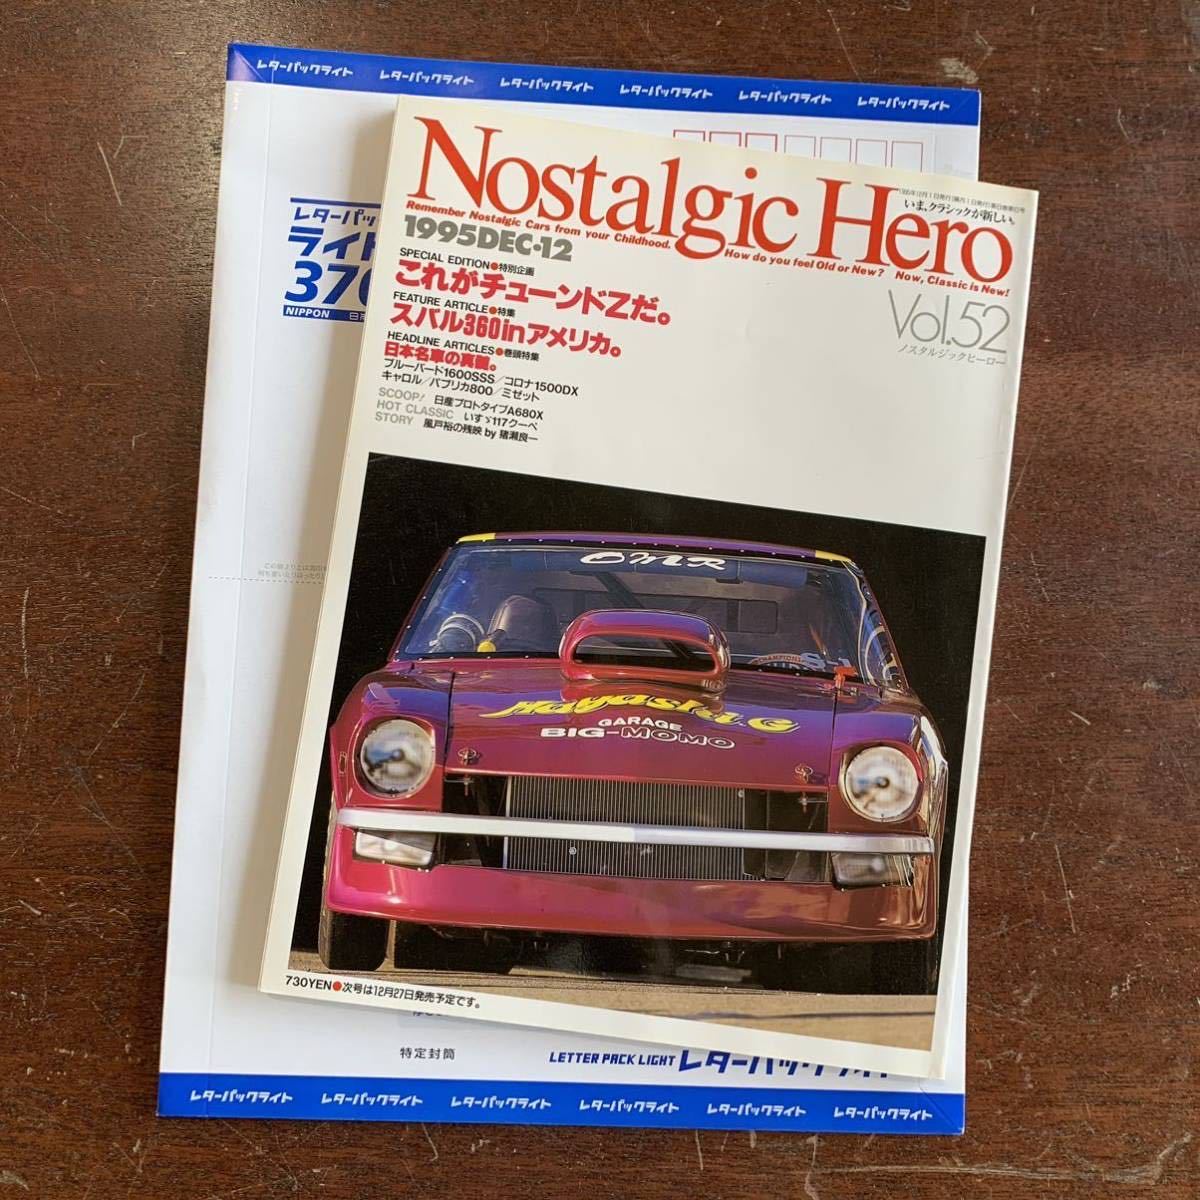 レターパックライト レターパックライト レターパックライト レターパックライト レターパックライト レターパックライト
レターパッ
ライト
370
NIPPON
Nostalgic Hero
いま、クラシックが新しい。
Remember Nostalgic Cars from your Childhood.
How do you feel Old or New? Now, Classic is New!
1995DEC・12
Vol.52
ノスタルジックヒーロー
SPECIAL EDITION●特別企画
これがチューンドZだ。
FEATURE ARTICLE●特集
スバル360inアメリカ。
HEADLINE ARTICLES●巻頭特集
日本名車の真髄。
ブルーバード1600SSS/コロナ1500DX
キャロル/パブリカ800/ミゼット
SCOOP! 日産プロトタイプA680X
HOT CLASSIC いすゞ117クーペ
STORY 風戸裕の残映 by 猪瀬良一
OMR
Hayashi.G
GARAGE
BIG-MOMO
730YEN●次号は12月27日発売予定です。
特定封筒
LETTER PACK LIGHT レターパックライト
レターパックライト レターパックライト レターパックライト レターパックライト レターパックライト レターパックライト